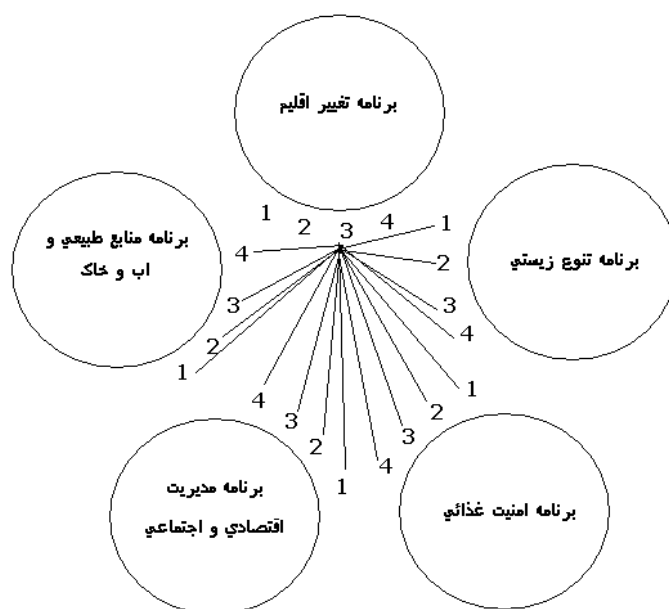 برنامه تغيير اقليم
1
2
3
4
1
2
3
4
برنامه تنوع زيستي
1
2
3
4
برنامه امنيت غذائي
1
2
3
4
برنامه مديريت
اقتصادي و اجتماعي
1
2
3
4
برنامه منابع طبيعي و
اب و خاک